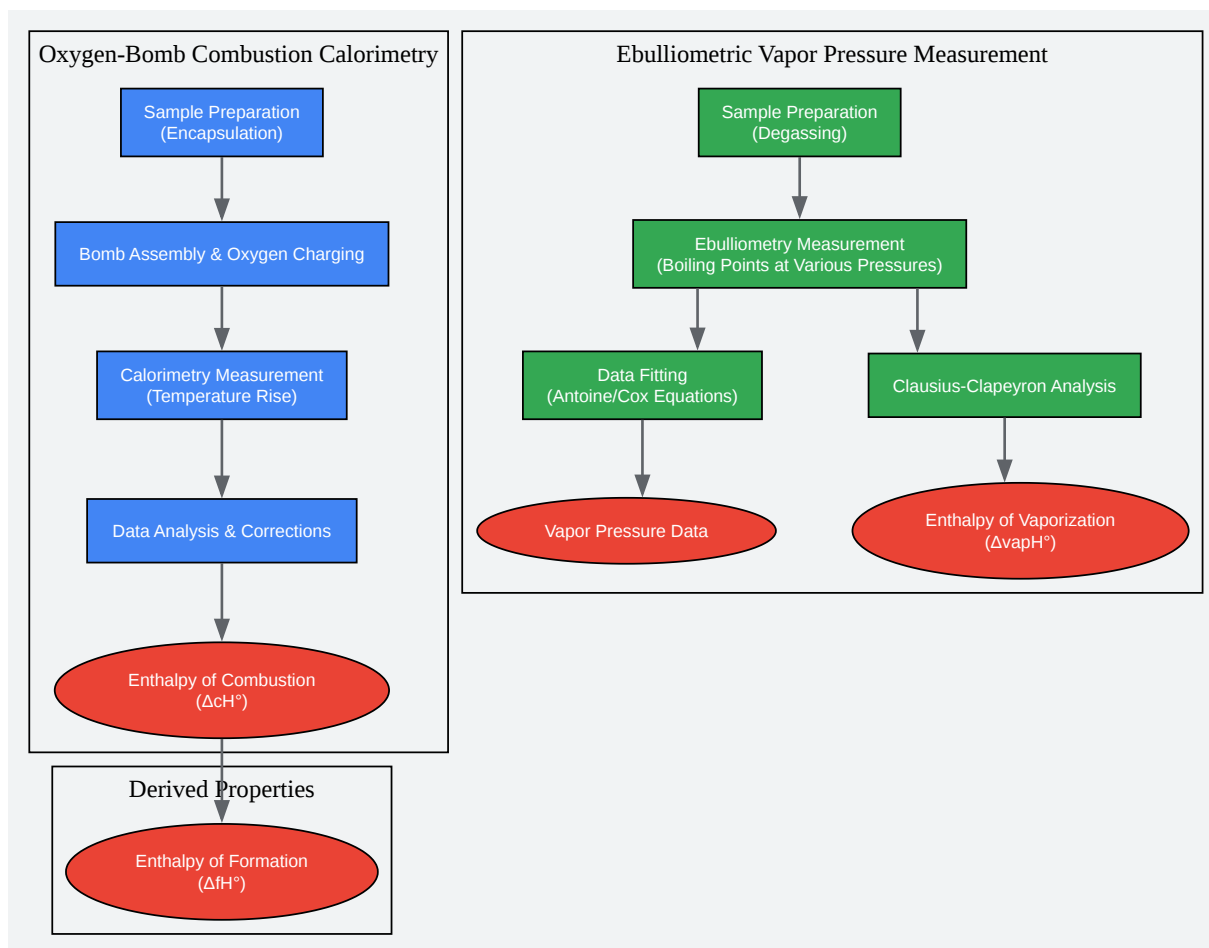 Oxygen-Bomb Combustion Calorimetry
Sample Preparation
(Encapsulation)
Bomb Assembly & Oxygen Charging
Calorimetry Measurement
(Temperature Rise)
Data Analysis & Corrections
Enthalpy of Combustion
(ΔcH°)
Derived Properties
Enthalpy of Formation
(ΔfH°)
Ebulliometric Vapor Pressure Measurement
Sample Preparation
(Degassing)
Ebulliometry Measurement
(Boiling Points at Various Pressures)
Data Fitting
(Antoine/Cox Equations)
Clausius-Clapeyron Analysis
Vapor Pressure Data
Enthalpy of Vaporization
(ΔvapH°)